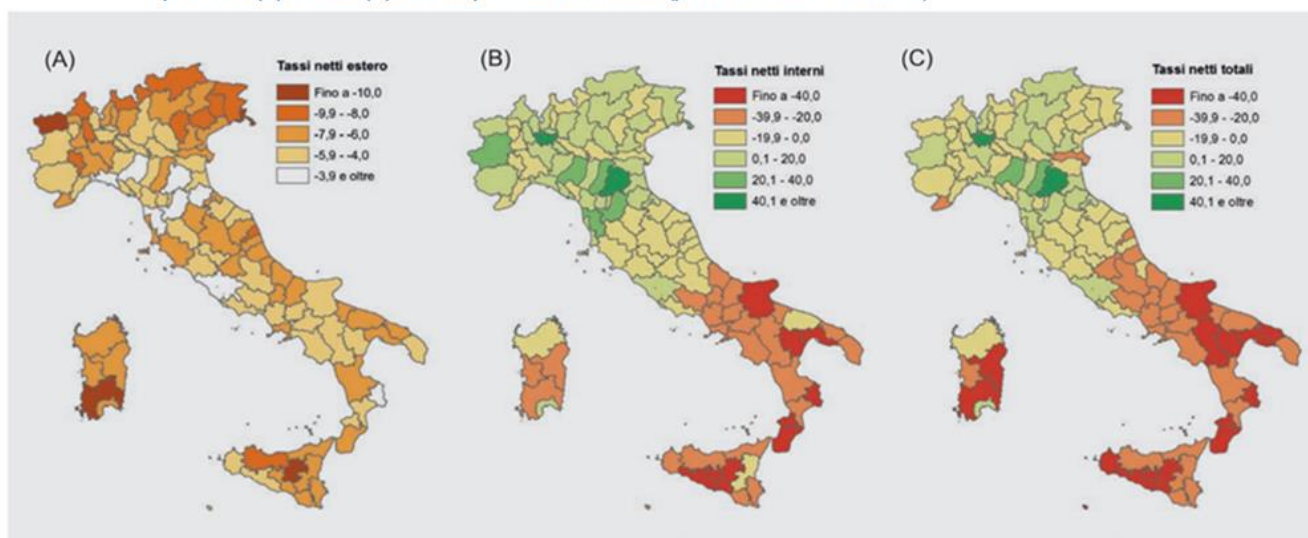 (A)
Tassi netti estero
Fino a -10,0
-9,9 - -8,0
-7,9 - -6,0
-5,9 - -4,0
-3,9 e oltre
(B)
Tassi netti interni
Fino a -40,0
-39,9 - -20,0
-19,9 - 0,0
0,1 - 20,0
20,1 - 40,0
40,1 e oltre
(C)
Tassi netti totali
Fino a -40,0
-39,9 - -20,0
-19,9 - 0,0
0,1 - 20,0
20,1 - 40,0
40,1 e oltre